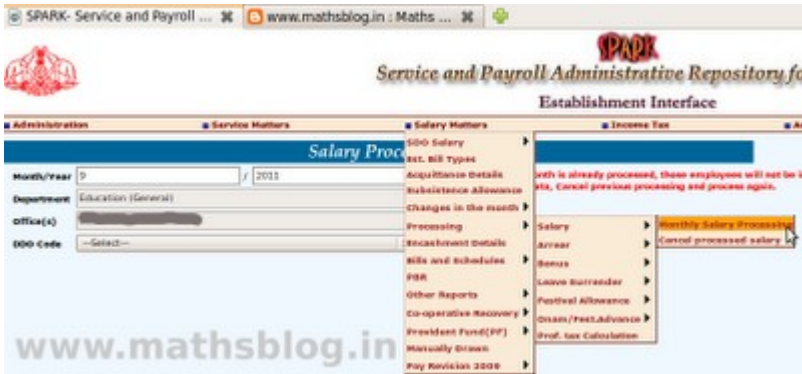 SPARK- Service and Payroll ...
www.mathsblog.in : Maths ...
SPARK
Service and Payroll Administrative Repository fo
Establishment Interface
Administration
Service Matters
Salary Matters
Income Tax
Salary Proce
Month/Year 9 / 2011
Department Education (General)
Office(s)
DDO Code --Select--
onth is already processed, those employees will not be i
ata, Cancel previous processing and process again.
SDO Salary
Est. Bill Types
Acquittance Details
Subsistence Allowance
Changes in the month
Processing
Encashment Details
Bills and Schedules
PBR
Other Reports
Co-operative Recovery
Provident Fund(PF)
Manually Drawn
Pay Revision 2009
Salary
Arrear
Bonus
Leave Surrender
Festival Allowance
Onam/Fest.Advance
Prof. tax Calculation
Monthly Salary Processing
Cancel processed salary
www.mathsblog.in